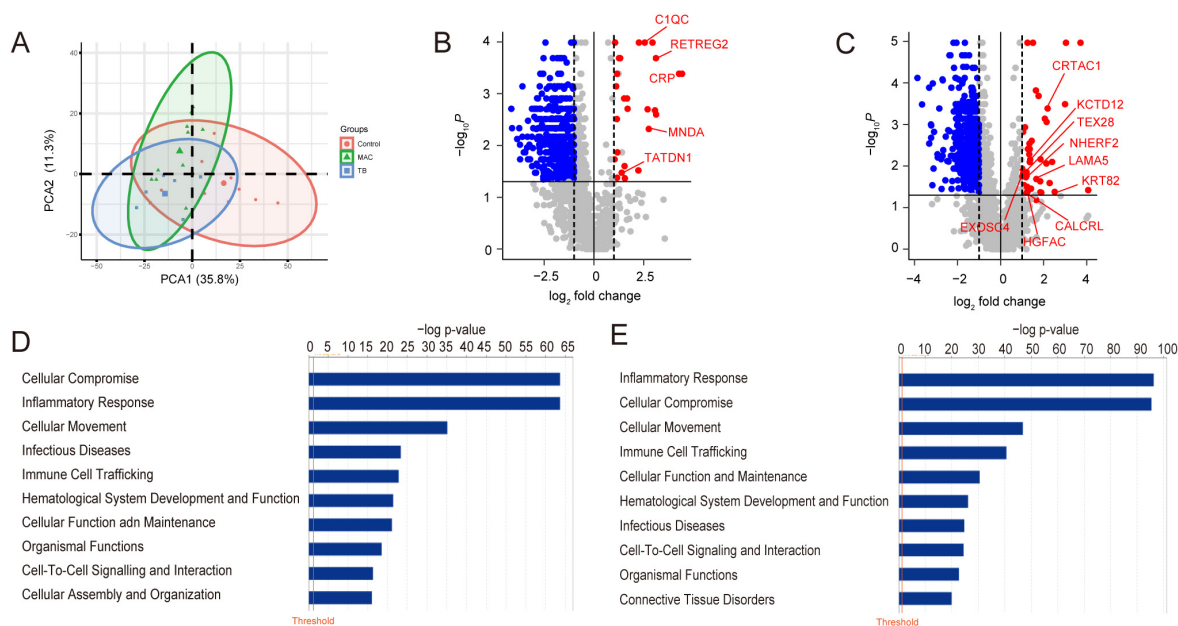 A
40
20
0
−20
−50
−25
0
25
50
PCA2 (11.3%)
PCA1 (35.8%)
Groups
Control
MAC
TB
B
4
3
2
1
0
−log10P
−2.5
0
2.5
log2 fold change
C1QC
RETREG2
CRP
MNDA
TATDN1
C
5
4
3
2
1
0
−log10P
−4
−2
0
2
4
log2 fold change
CRTAC1
KCTD12
TEX28
NHERF2
LAMA5
KRT82
EXOSC4
CALCRL
HGFAC
D
−log p-value
0 5 10 15 20 25 30 35 40 45 50 55 60 65
Cellular Compromise
Inflammatory Response
Cellular Movement
Infectious Diseases
Immune Cell Trafficking
Hematological System Development and Function
Cellular Function adn Maintenance
Organismal Functions
Cell-To-Cell Signalling and Interaction
Cellular Assembly and Organization
Threshold
E
−log p-value
0 10 20 30 40 50 60 70 80 90 100
Inflammatory Response
Cellular Compromise
Cellular Movement
Immune Cell Trafficking
Cellular Function and Maintenance
Hematological System Development and Function
Infectious Diseases
Cell-To-Cell Signaling and Interaction
Organismal Functions
Connective Tissue Disorders
Threshold